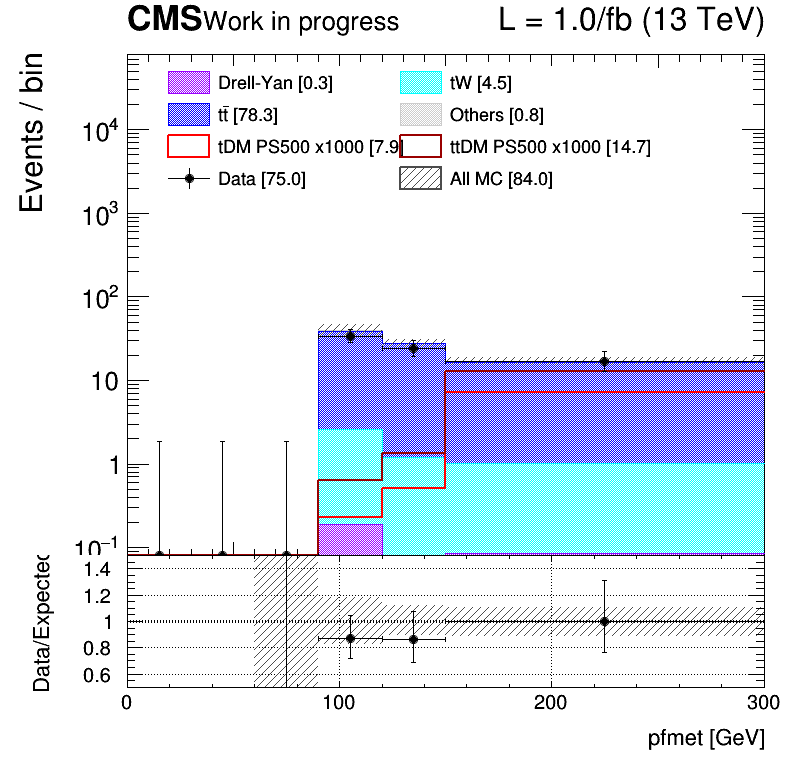 CMS Work in progress L = 1.0/fb (13 TeV)
Events / bin
Drell-Yan [0.3] tW [4.5]
tt̄ [78.3] Others [0.8]
tDM PS500 x1000 [7.9 ttDM PS500 x1000 [14.7]
Data [75.0] All MC [84.0]
10⁴
10³
10²
10
1
10⁻¹
Data/Expected
1.4
1.2
1
0.8
0.6
0 100 200 300
pfmet [GeV]